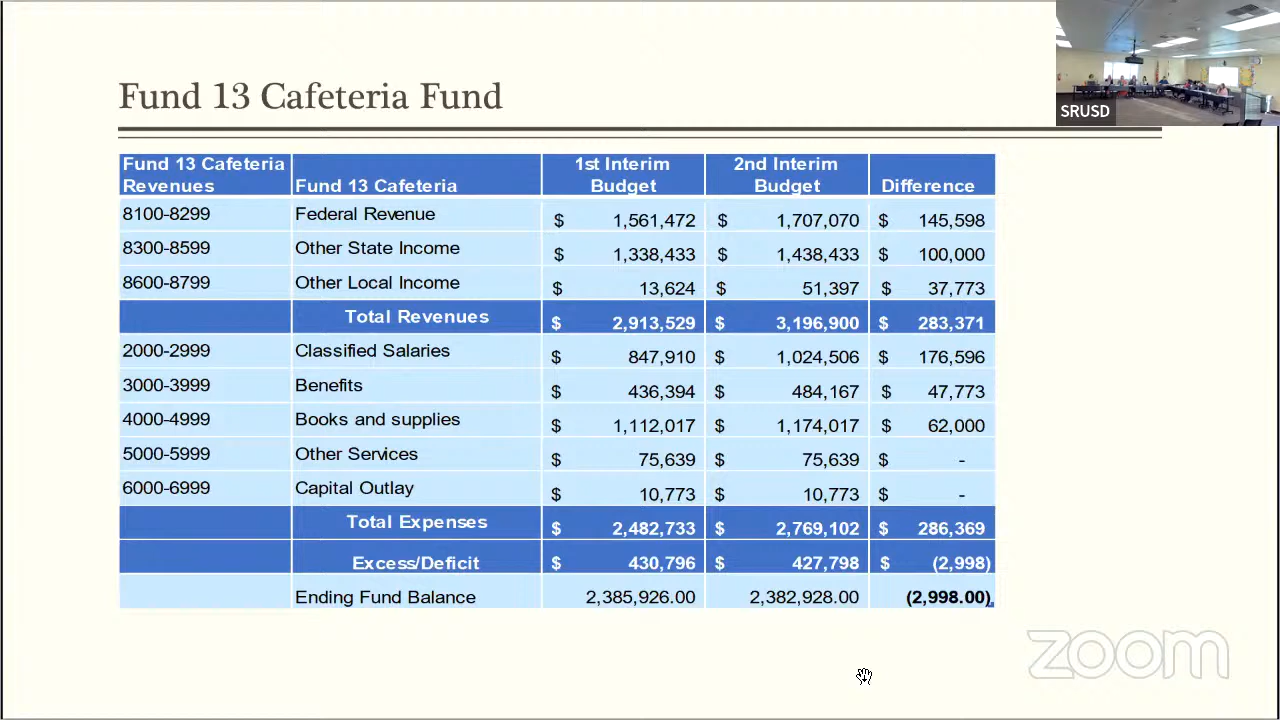 SRUSD
Fund 13 Cafeteria Fund
Fund 13 Cafeteria Revenues Fund 13 Cafeteria 1st Interim Budget 2nd Interim Budget Difference
8100-8299 Federal Revenue $ 1,561,472 $ 1,707,070 $ 145,598
8300-8599 Other State Income $ 1,338,433 $ 1,438,433 $ 100,000
8600-8799 Other Local Income $ 13,624 $ 51,397 $ 37,773
Total Revenues $ 2,913,529 $ 3,196,900 $ 283,371
2000-2999 Classified Salaries $ 847,910 $ 1,024,506 $ 176,596
3000-3999 Benefits $ 436,394 $ 484,167 $ 47,773
4000-4999 Books and supplies $ 1,112,017 $ 1,174,017 $ 62,000
5000-5999 Other Services $ 75,639 $ 75,639 $ -
6000-6999 Capital Outlay $ 10,773 $ 10,773 $ -
Total Expenses $ 2,482,733 $ 2,769,102 $ 286,369
Excess/Deficit $ 430,796 $ 427,798 $ (2,998)
Ending Fund Balance 2,385,926.00 2,382,928.00 (2,998.00)
zoom